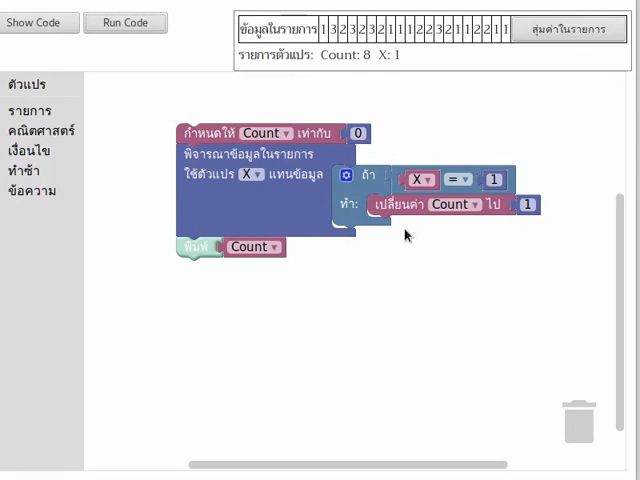 Show Code
Run Code
ข้อมูลในรายการ 1 3 2 3 2 3 2 1 1 1 2 2 3 2 1 1 2 2 1 1 สุ่มค่าในรายการ
รายการตัวแปร: Count: 8 X: 1
ตัวแปร
รายการ
คณิตศาสตร์
เงื่อนไข
ทำซ้ำ
ข้อความ
กำหนดให้ Count เท่ากับ 0
พิจารณาข้อมูลในรายการ
ใช้ตัวแปร X แทนข้อมูล
ถ้า X = 1
ทำ: เปลี่ยนค่า Count ไป 1
พิมพ์ Count